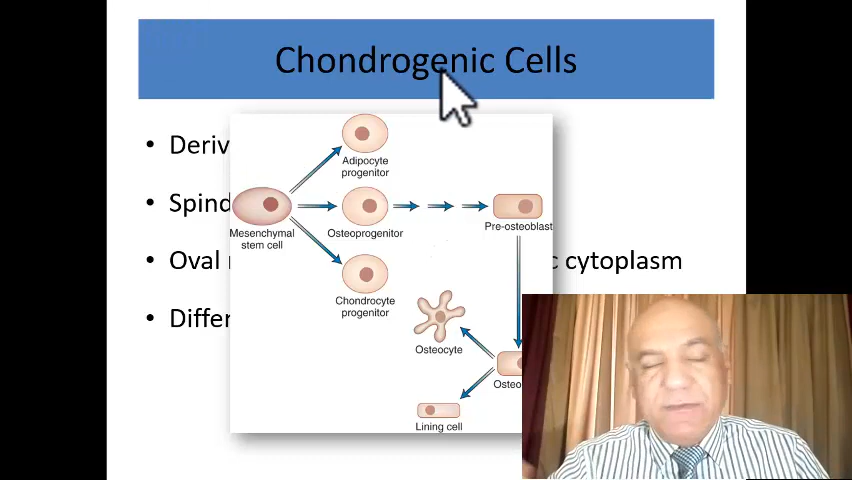 Chondrogenic Cells
• Deriv
• Spind
• Oval
c cytoplasm
• Differ
Adipocyte
progenitor
Mesenchymal
stem cell
Osteoprogenitor
Pre-osteoblast
Chondrocyte
progenitor
Osteocyte
Osteo
Lining cell